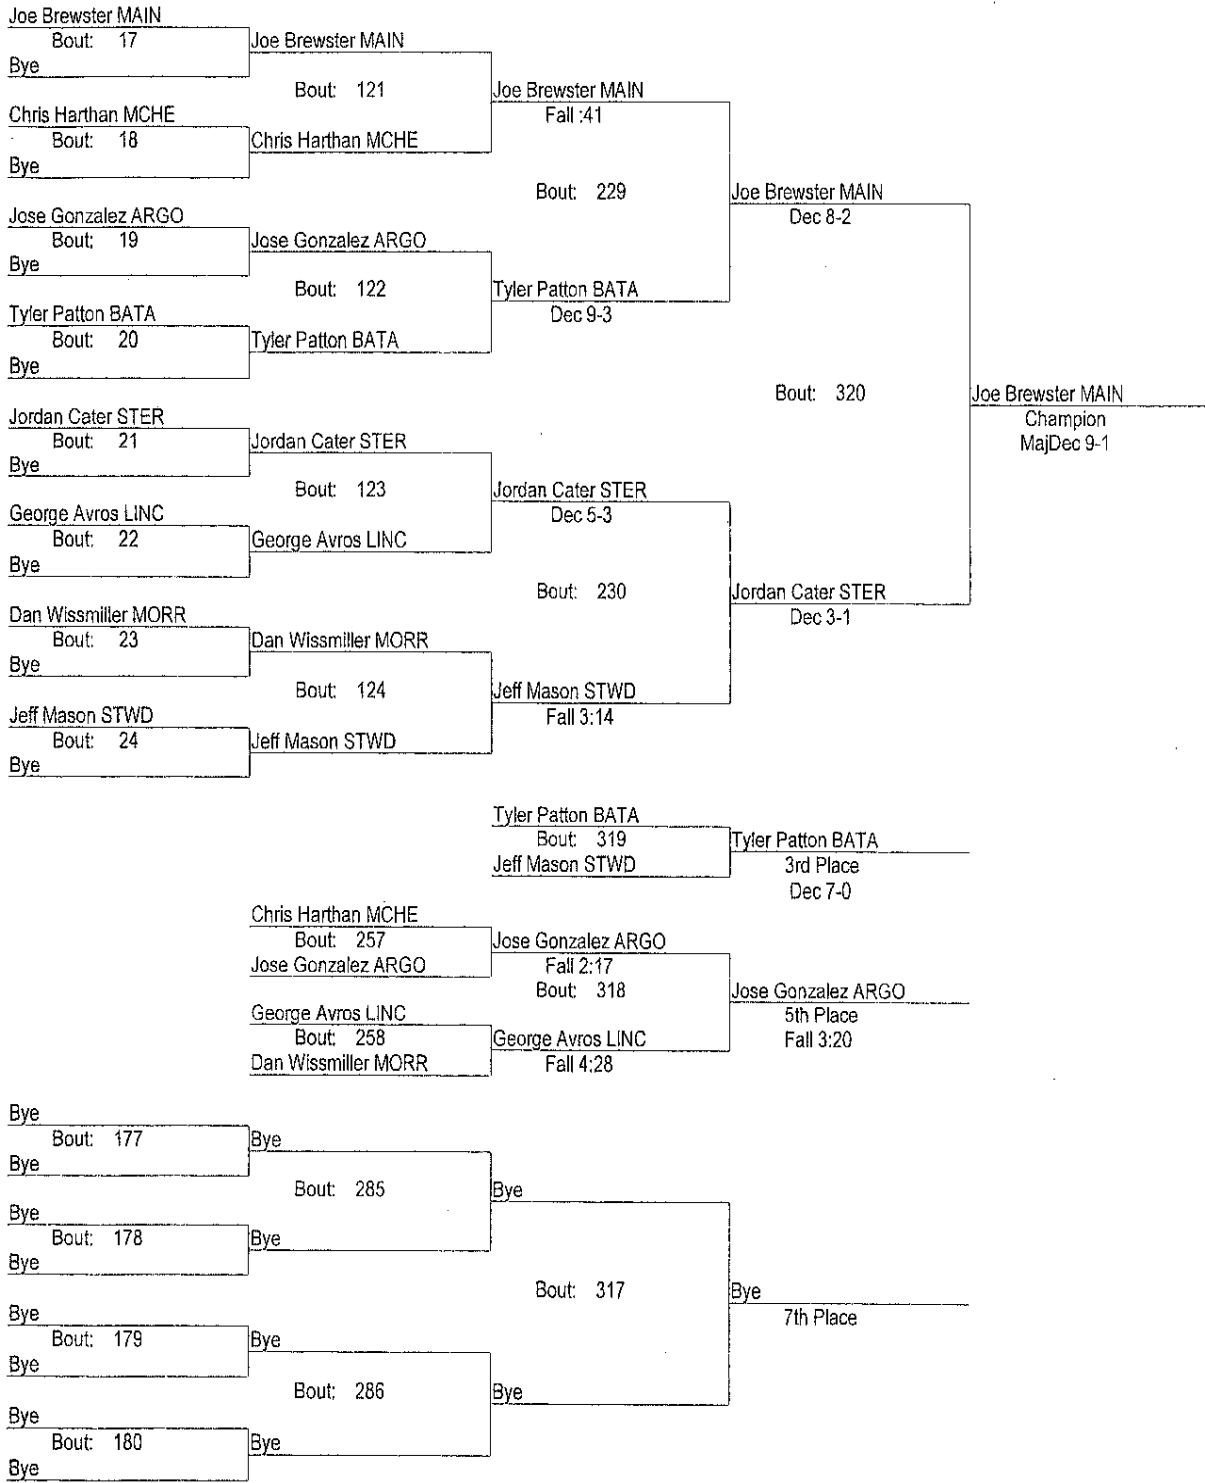 Joe Brewster MAIN
Bout: 17
Bye
Joe Brewster MAIN
Bout: 121
Chris Harthan MCHE
Bout: 18
Bye
Chris Harthan MCHE
Joe Brewster MAIN
Fall :41
Bout: 229
Jose Gonzalez ARGO
Bout: 19
Bye
Jose Gonzalez ARGO
Bout: 122
Tyler Patton BATA
Bout: 20
Bye
Tyler Patton BATA
Tyler Patton BATA
Dec 9-3
Joe Brewster MAIN
Dec 8-2
Bout: 320
Jordan Cater STER
Bout: 21
Bye
Jordan Cater STER
Bout: 123
George Avros LINC
Bout: 22
Bye
George Avros LINC
Jordan Cater STER
Dec 5-3
Bout: 230
Dan Wissmiller MORR
Bout: 23
Bye
Dan Wissmiller MORR
Bout: 124
Jeff Mason STWD
Bout: 24
Bye
Jeff Mason STWD
Jeff Mason STWD
Fall 3:14
Jordan Cater STER
Dec 3-1
Joe Brewster MAIN
Champion
MajDec 9-1
Tyler Patton BATA
Bout: 319
Jeff Mason STWD
Tyler Patton BATA
3rd Place
Dec 7-0
Chris Harthan MCHE
Bout: 257
Jose Gonzalez ARGO
Jose Gonzalez ARGO
Fall 2:17
Bout: 318
George Avros LINC
Bout: 258
Dan Wissmiller MORR
George Avros LINC
Fall 4:28
Jose Gonzalez ARGO
5th Place
Fall 3:20
Bye
Bout: 177
Bye
Bye
Bout: 285
Bye
Bout: 178
Bye
Bye
Bye
Bout: 317
Bye
Bout: 179
Bye
Bye
Bout: 286
Bye
Bout: 180
Bye
Bye
Bye
Bye
7th Place